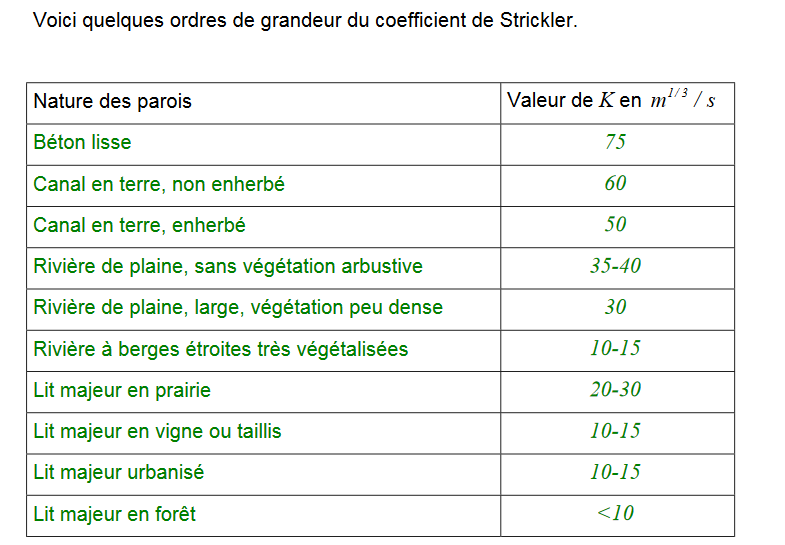 Voici quelques ordres de grandeur du coefficient de Strickler.
Nature des parois Valeur de K en m^{1/3} / s
Béton lisse 75
Canal en terre, non enherbé 60
Canal en terre, enherbé 50
Rivière de plaine, sans végétation arbustive 35-40
Rivière de plaine, large, végétation peu dense 30
Rivière à berges étroites très végétalisées 10-15
Lit majeur en prairie 20-30
Lit majeur en vigne ou taillis 10-15
Lit majeur urbanisé 10-15
Lit majeur en forêt <10